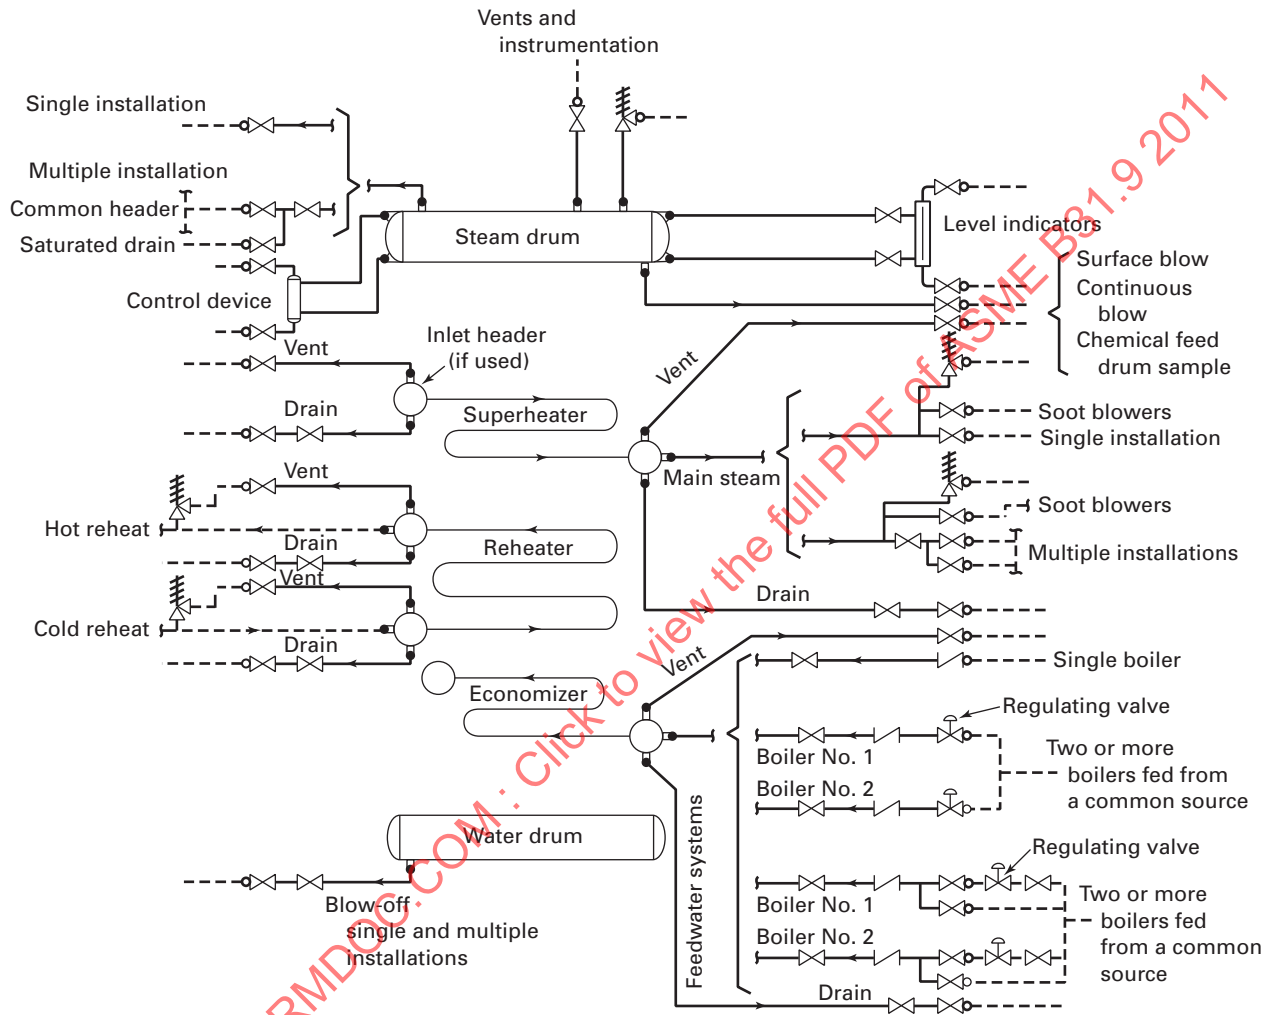 Vents and
instrumentation
Single installation
Multiple installation
Common header
Saturated drain
Steam drum
Level indicators
Control device
Surface blow
Continuous
blow
Chemical feed
drum sample
Vent
Inlet header
(if used)
Vent
Superheater
Drain
Soot blowers
Single installation
Main steam
Vent
Soot blowers
Hot reheat
Reheater
Drain
Multiple installations
Vent
Drain
Cold reheat
Drain
Vent
Single boiler
Economizer
Regulating valve
Boiler No. 1
Two or more
boilers fed from
a common source
Boiler No. 2
Water drum
Feedwater systems
Regulating valve
Blow-off
single and multiple
installations
Boiler No. 1
Two or more
boilers fed
from a common
source
Boiler No. 2
Drain
RMDOC.COM : Click to view the full PDF of ASME B31.9 2011